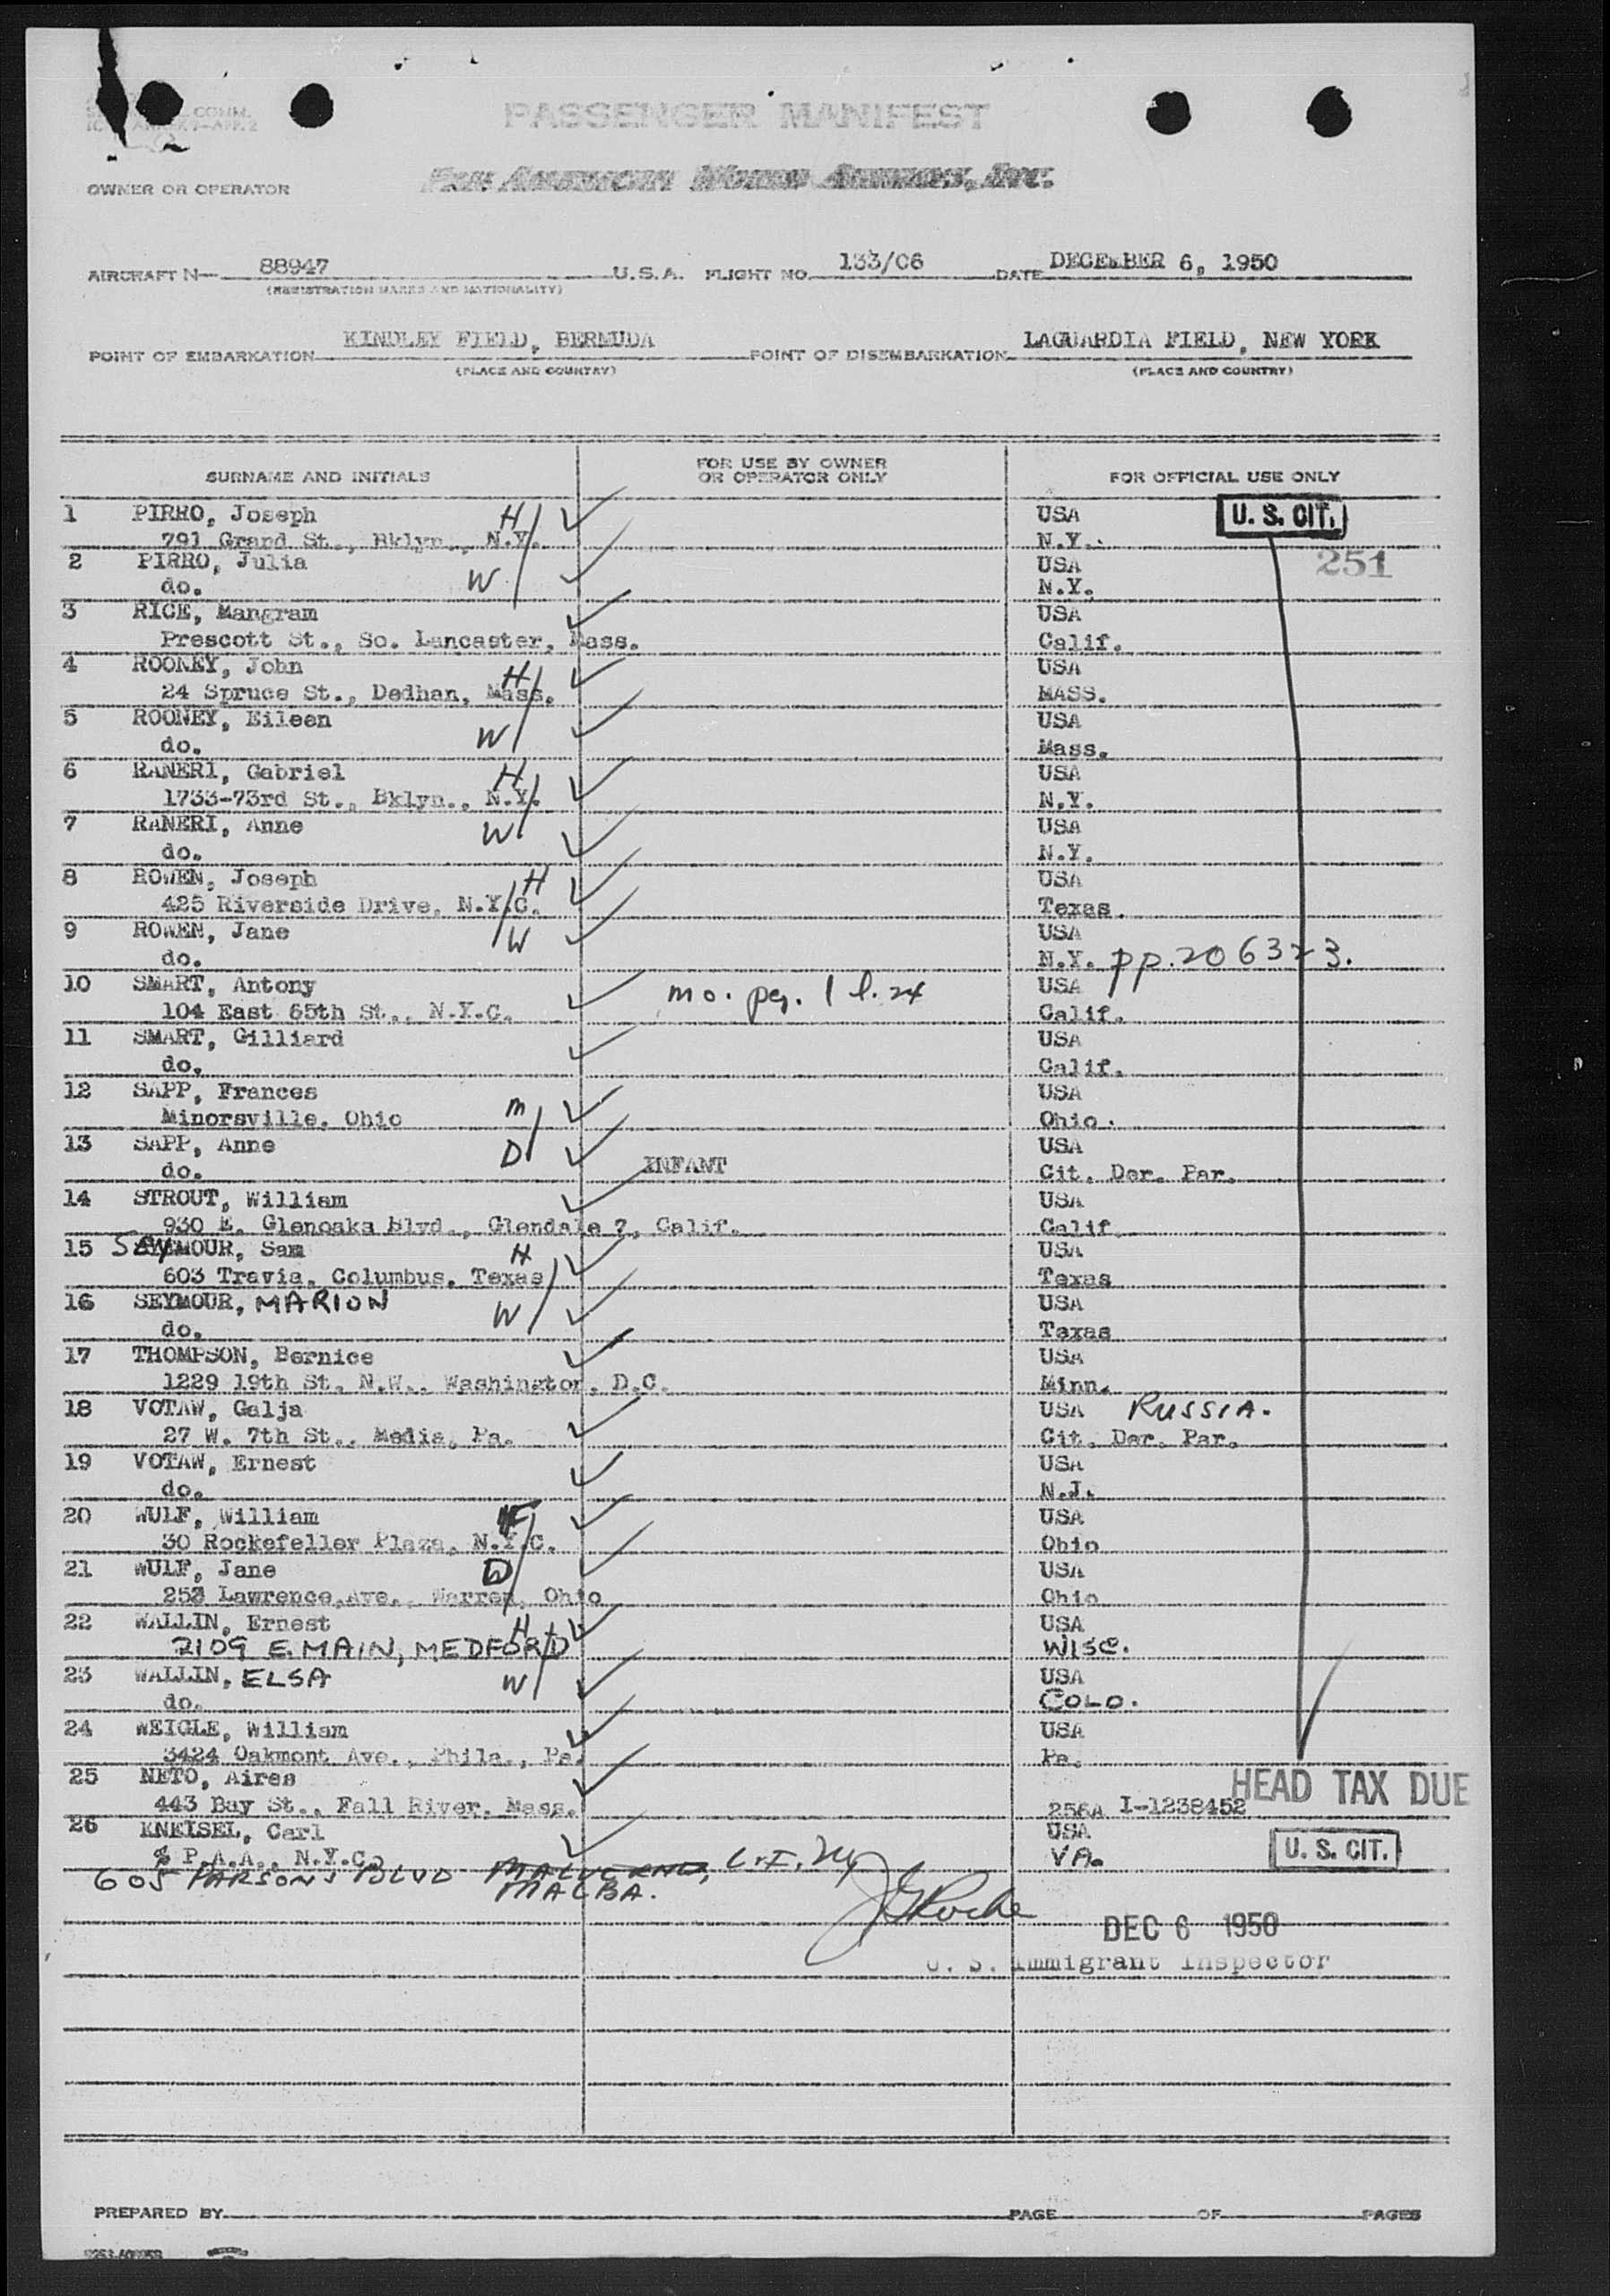 COMM.
PASSENGER MANIFEST
OWNER OR OPERATOR Pan American World Airways, Inc.
AIRCRAFT N— 88947 U.S.A. FLIGHT NO. 133/06 DATE DECEMBER 6, 1950
(REGISTRATION MARKS AND NATIONALITY)
POINT OF EMBARKATION KINDLEY FIELD, BERMUDA POINT OF DISEMBARKATION LAGUARDIA FIELD, NEW YORK
(PLACE AND COUNTRY) (PLACE AND COUNTRY)
SURNAME AND INITIALS FOR USE BY OWNER OR OPERATOR ONLY FOR OFFICIAL USE ONLY
1 PIRRO, Joseph H USA U. S. CIT.
791 Grand St., Bklyn., N.Y. N.Y.
2 PIRRO, Julia W USA 251
do. N.Y.
3 RICE, Mangram USA
Prescott St., So. Lancaster, Mass. Calif.
4 ROONEY, John H USA
24 Spruce St., Dedham, Mass. MASS.
5 ROONEY, Eileen W USA
do. Mass.
6 RANERI, Gabriel H USA
1733-73rd St., Bklyn., N.Y. N.Y.
7 RANERI, Anne W USA
do. N.Y.
8 ROWEN, Joseph H USA
425 Riverside Drive, N.Y.C. Texas.
9 ROWEN, Jane W USA
do. N.Y. pp. 206323.
10 SMART, Antony mo. pg. 1 l. 24 USA
104 East 65th St., N.Y.C. Calif.
11 SMART, Gilliard USA
do. Calif.
12 SAPP, Frances M USA
Minorsville, Ohio Ohio.
13 SAPP, Anne D USA
do. INFANT Cit. Der. Par.
14 STROUT, William USA
930 E. Glenoaks Blvd., Glendale 7, Calif. Calif.
15 SEYMOUR, Sam H USA
603 Travis, Columbus, Texas Texas
16 SEYMOUR, MARION W USA
do. Texas
17 THOMPSON, Bernice USA
1229 19th St. N.W., Washington, D.C. Minn.
18 VOTAW, Galja USA RUSSIA.
27 W. 7th St., Media, Pa. Cit. Der. Par.
19 VOTAW, Ernest USA
do. N.J.
20 WULF, William F USA
30 Rockefeller Plaza, N.Y.C. Ohio
21 WULF, Jane D USA
253 Lawrence Ave., Warren, Ohio Ohio
22 WALLIN, Ernest H USA
2109 E. MAIN, MEDFORD WISC.
23 WALLIN, ELSA W USA
do. COLO.
24 WEIGLE, William USA
3424 Oakmont Ave., Phila., Pa. Pa.
25 NETO, Aires HEAD TAX DUE
443 Bay St., Fall River, Mass. 256A I-1238452
26 KNEISEL, Carl USA
% P.A.A., N.Y.C. VA. U. S. CIT.
605 PARSONS BLVD MALVERNE, L.I. NY
MALBA.
JG Roche
DEC 6 1950
U. S. Immigrant Inspector
PREPARED BY PAGE OF PAGES